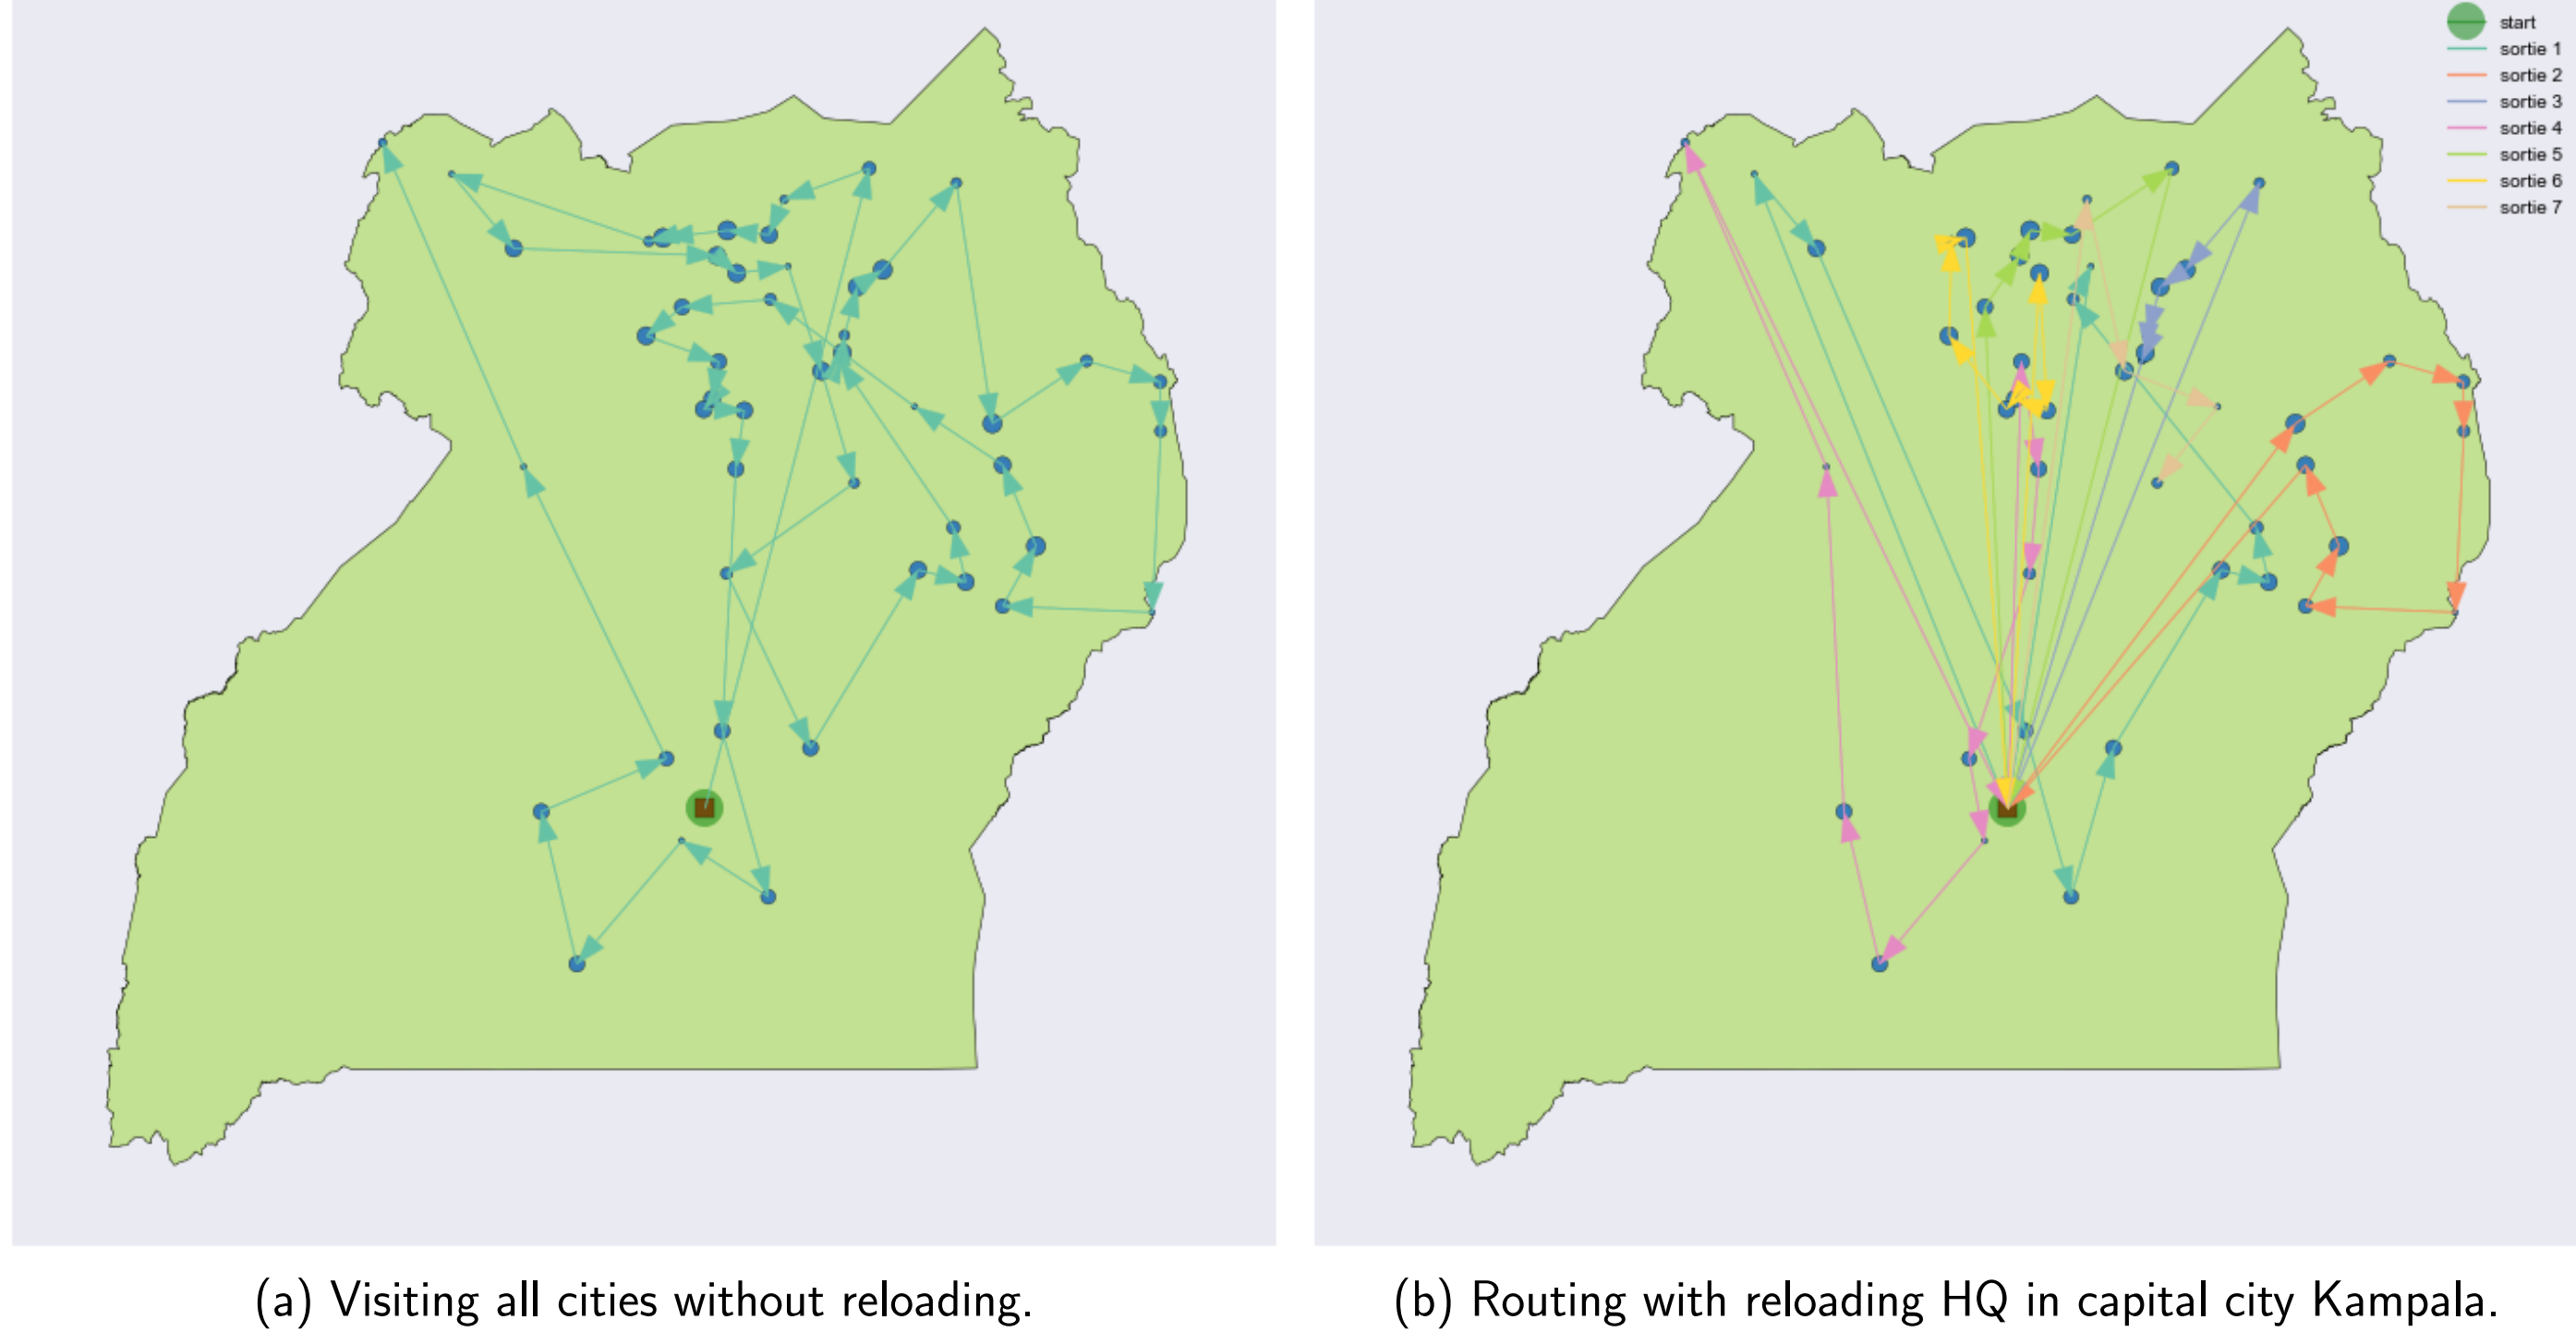 start
sortie 1
sortie 2
sortie 3
sortie 4
sortie 5
sortie 6
sortie 7
(a) Visiting all cities without reloading.
(b) Routing with reloading HQ in capital city Kampala.